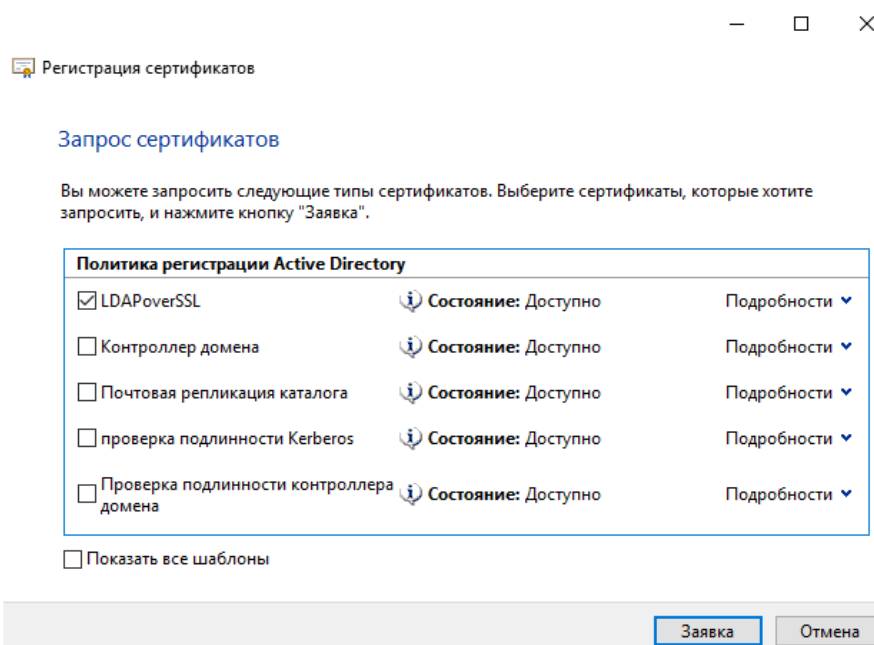 Регистрация сертификатов
Запрос сертификатов
Вы можете запросить следующие типы сертификатов. Выберите сертификаты, которые хотите
запросить, и нажмите кнопку "Заявка".
Политика регистрации Active Directory
LDAPoverSSL Состояние: Доступно Подробности
Контроллер домена Состояние: Доступно Подробности
Почтовая репликация каталога Состояние: Доступно Подробности
проверка подлинности Kerberos Состояние: Доступно Подробности
Проверка подлинности контроллера
домена Состояние: Доступно Подробности
Показать все шаблоны
Заявка Отмена